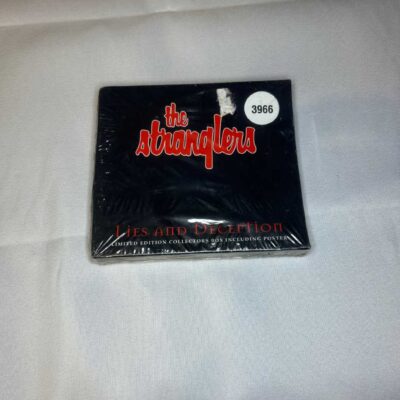 the
stranglers
3966
LIES AND DECEPTION
LIMITED EDITION COLLECTORS BOX INCLUDING POSTER